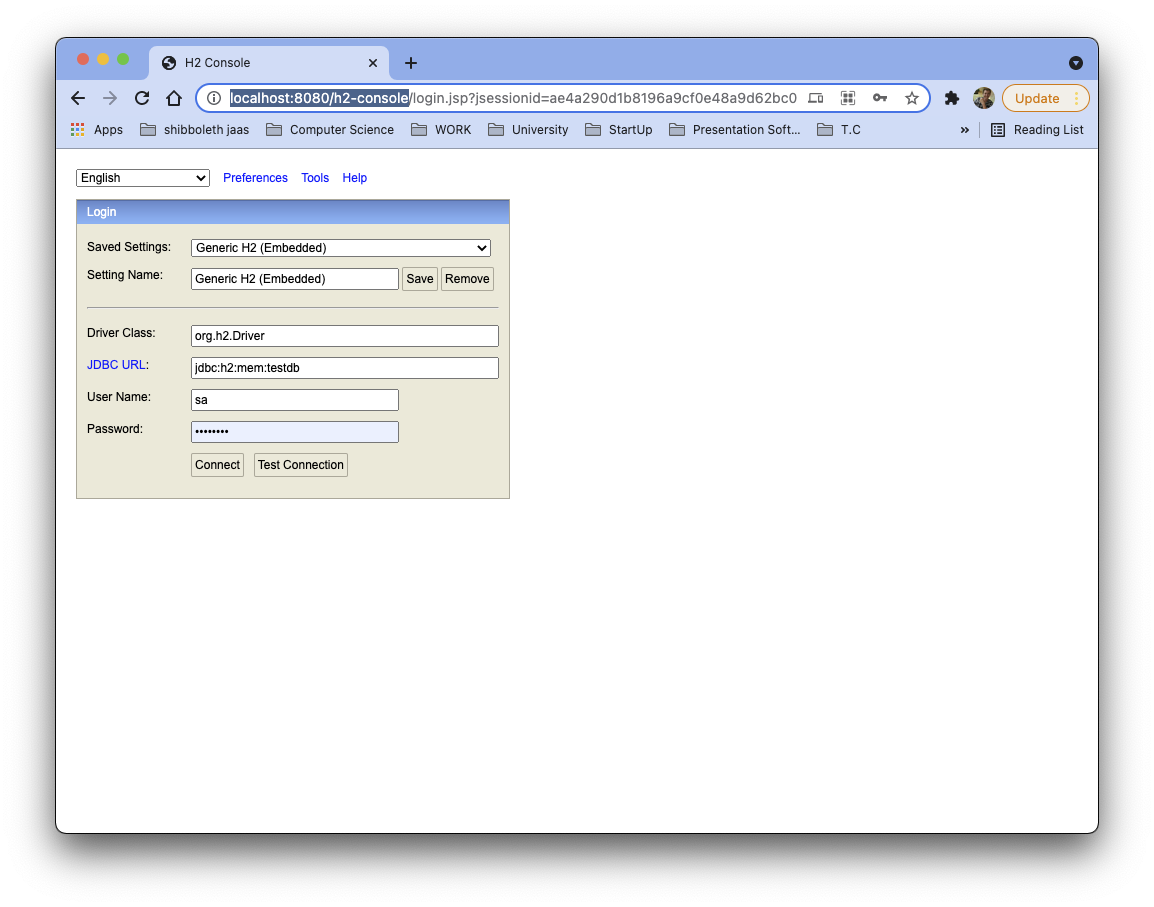 H2 Console
localhost:8080/h2-console/login.jsp?jsessionid=ae4a290d1b8196a9cf0e48a9d62bc0
Update
Apps shibboleth jaas Computer Science WORK University StartUp Presentation Soft... T.C » Reading List
English Preferences Tools Help
Login
Saved Settings: Generic H2 (Embedded)
Setting Name: Generic H2 (Embedded) Save Remove
Driver Class: org.h2.Driver
JDBC URL: jdbc:h2:mem:testdb
User Name: sa
Password: ••••••••
Connect Test Connection